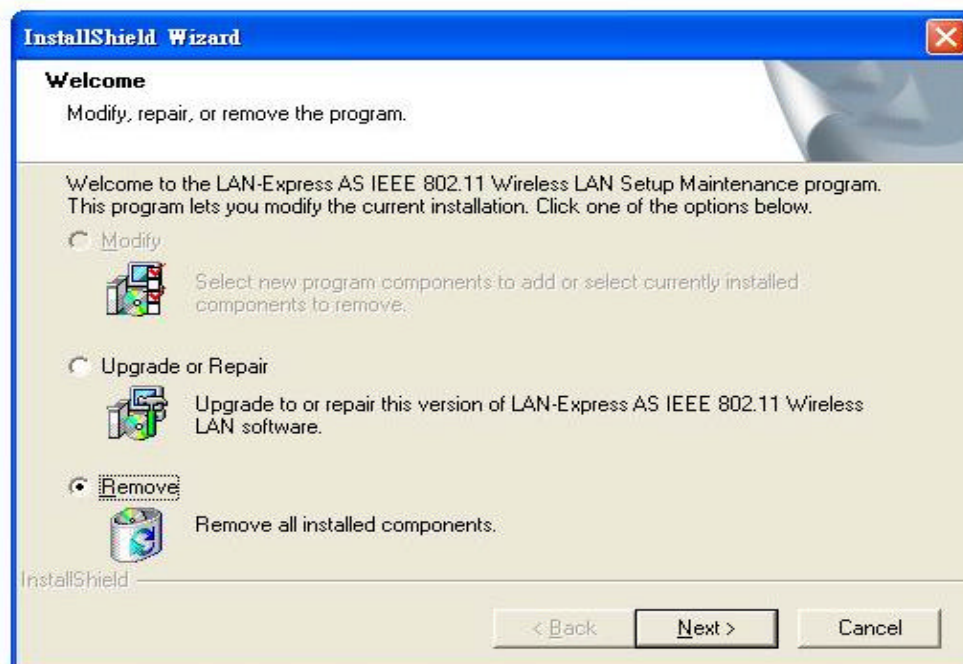 InstallShield Wizard
Welcome
Modify, repair, or remove the program.
Welcome to the LAN-Express AS IEEE 802.11 Wireless LAN Setup Maintenance program.
This program lets you modify the current installation. Click one of the options below.
Modify
Select new program components to add or select currently installed
components to remove.
Upgrade or Repair
Upgrade to or repair this version of LAN-Express AS IEEE 802.11 Wireless
LAN software.
Remove
Remove all installed components.
InstallShield
< Back
Next >
Cancel